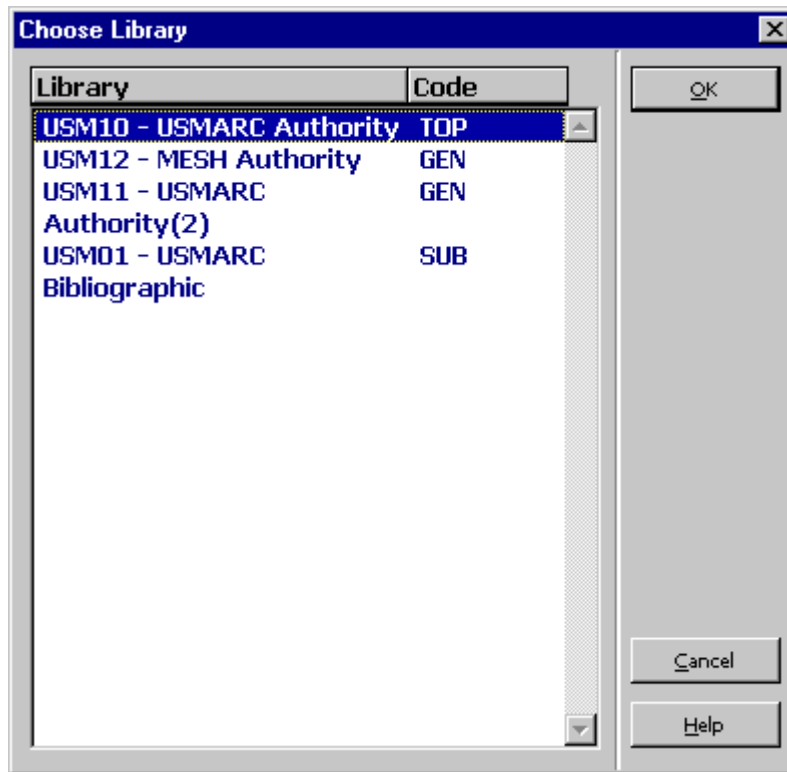 Choose Library
Library Code
USM10 - USMARC Authority TOP
USM12 - MESH Authority GEN
USM11 - USMARC GEN
Authority(2)
USM01 - USMARC SUB
Bibliographic
OK
Cancel
Help